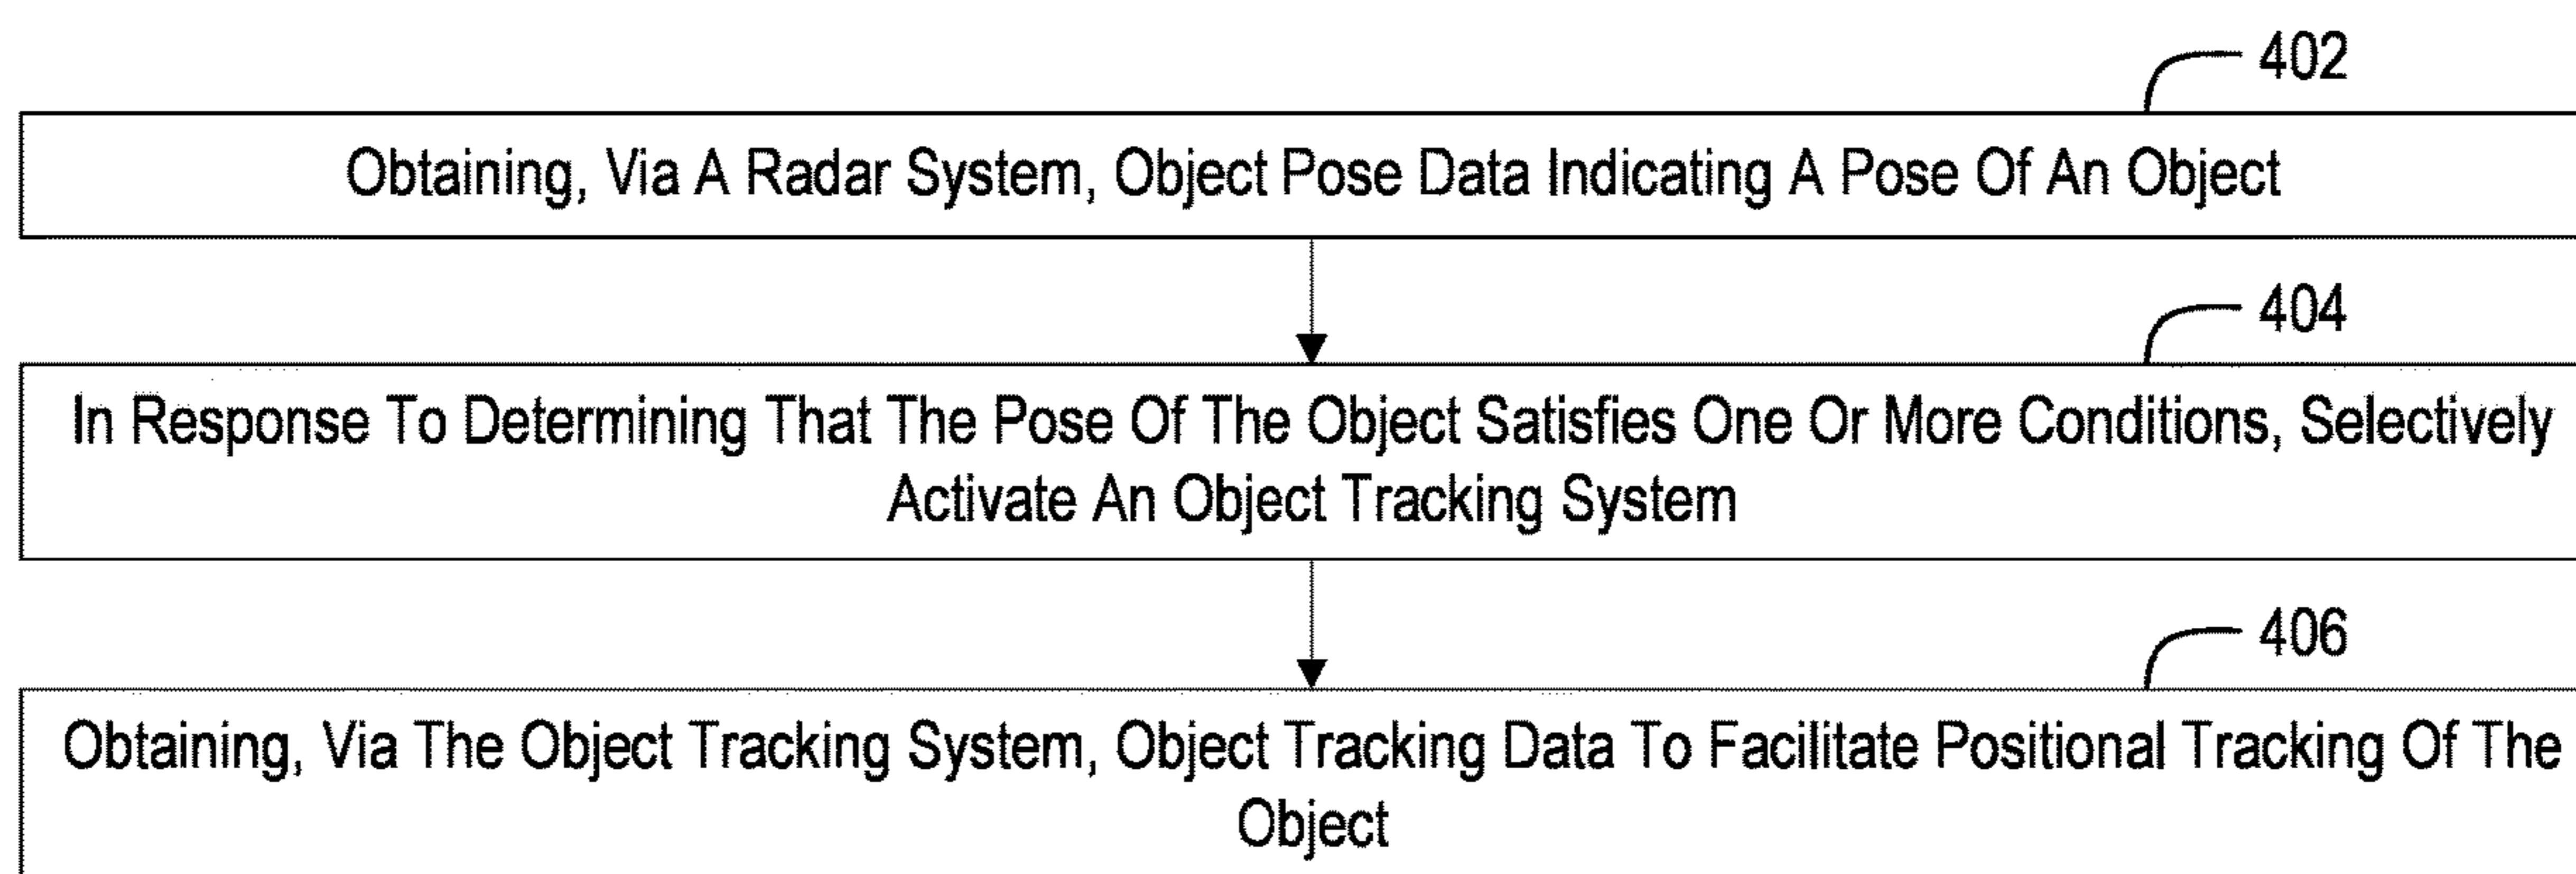 402
Obtaining, Via A Radar System, Object Pose Data Indicating A Pose Of An Object
404
In Response To Determining That The Pose Of The Object Satisfies One Or More Conditions, Selectively
Activate An Object Tracking System
406
Obtaining, Via The Object Tracking System, Object Tracking Data To Facilitate Positional Tracking Of The
Object